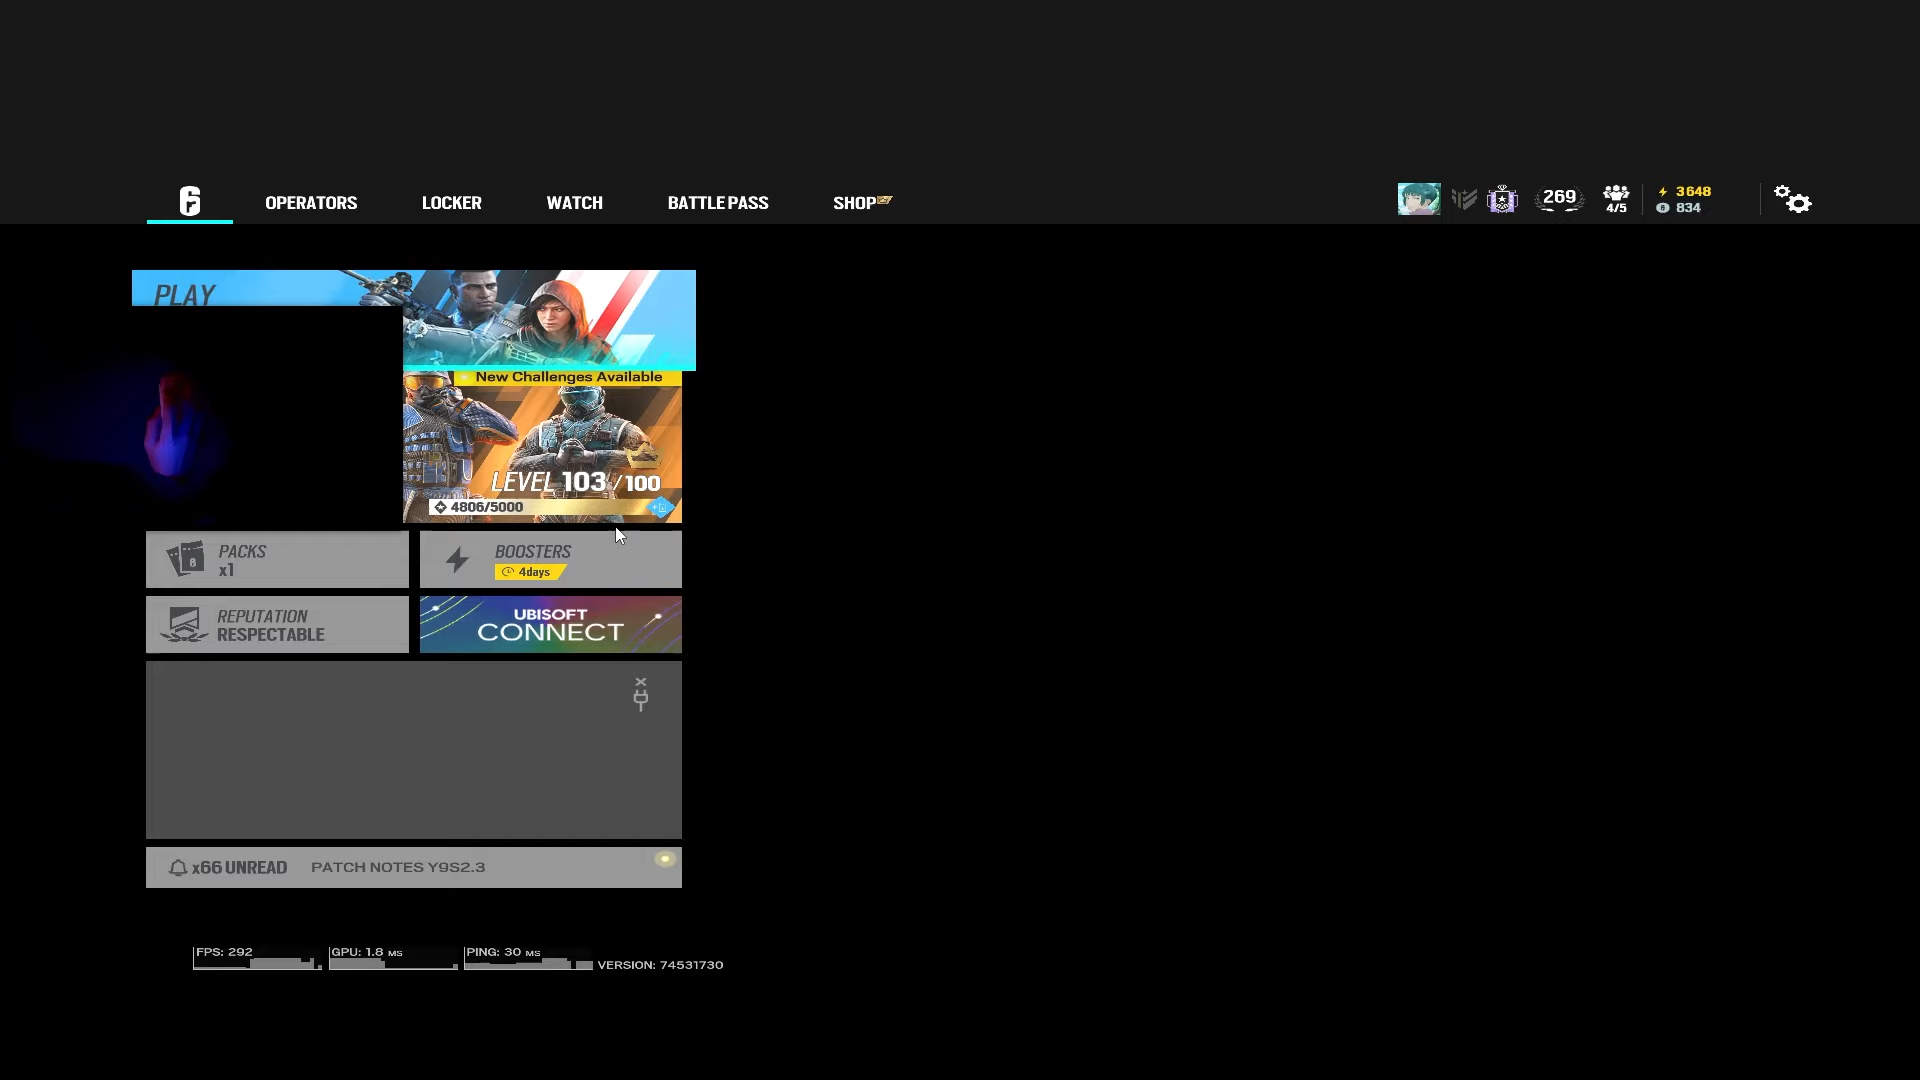 OPERATORS
LOCKER
WATCH
BATTLE PASS
SHOP
269
4/5
3648
834
PLAY
New Challenges Available
LEVEL 103 / 100
4806/5000
PACKS
x1
BOOSTERS
4days
REPUTATION
RESPECTABLE
UBISOFT
CONNECT
x66 UNREAD
PATCH NOTES Y9S2.3
FPS: 292
GPU: 1.8 MS
PING: 30 MS
VERSION: 74531730